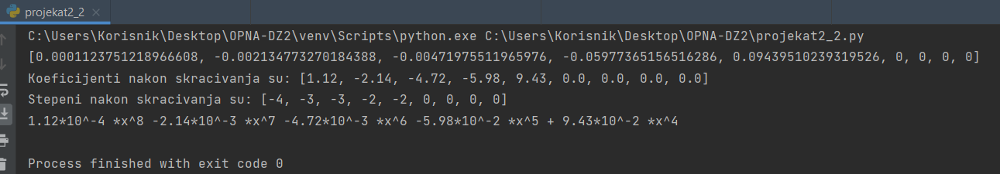 projekat2_2
C:\Users\Korisnik\Desktop\OPNA-DZ2\venv\Scripts\python.exe C:\Users\Korisnik\Desktop\OPNA-DZ2\projekat2_2.py
[0.0001123751218966608, -0.002134773270184388, -0.00471975511965976, -0.05977365156516286, 0.09439510239319526, 0, 0, 0, 0]
Koeficijenti nakon skracivanja su: [1.12, -2.14, -4.72, -5.98, 9.43, 0.0, 0.0, 0.0, 0.0]
Stepeni nakon skracivanja su: [-4, -3, -3, -2, -2, 0, 0, 0, 0]
1.12*10^-4 *x^8 -2.14*10^-3 *x^7 -4.72*10^-3 *x^6 -5.98*10^-2 *x^5 + 9.43*10^-2 *x^4
Process finished with exit code 0